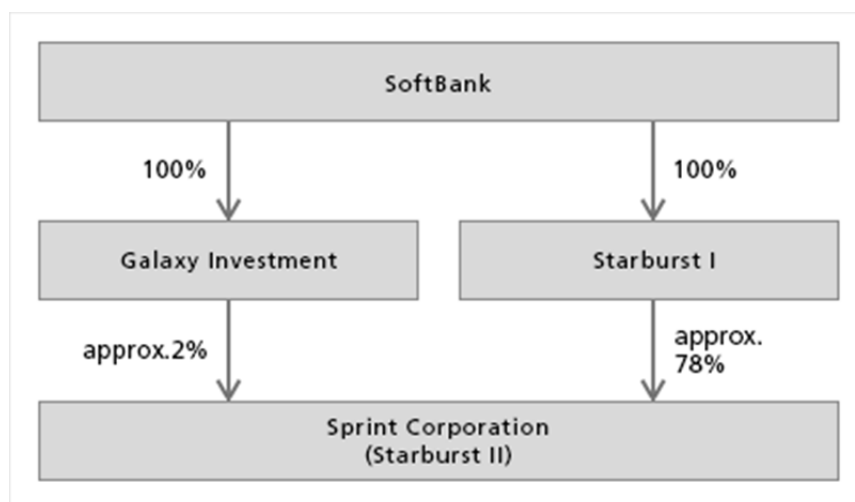 SoftBank
100%
100%
Galaxy Investment
Starburst I
approx.2%
approx.
78%
Sprint Corporation
(Starburst II)